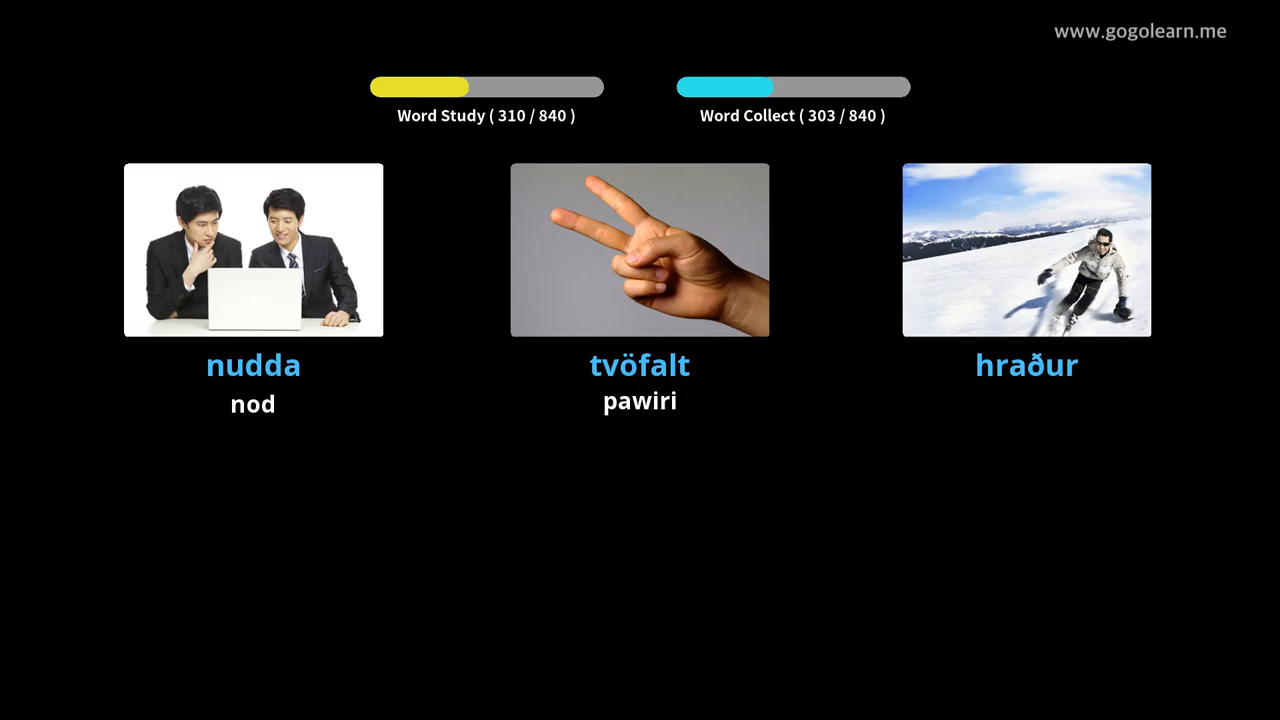 www.gogolearn.me
Word Study ( 310 / 840 )
Word Collect ( 303 / 840 )
nudda
tvöfalt
hraður
nod
pawiri